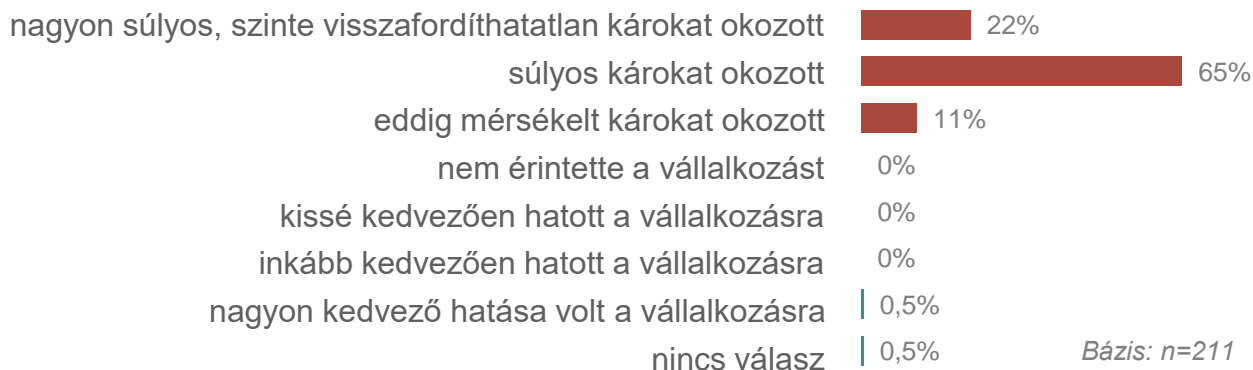 nagyon súlyos, szinte visszafordíthatatlan károkat okozott 22%
súlyos károkat okozott 65%
eddig mérsékelt károkat okozott 11%
nem érintette a vállalkozást 0%
kissé kedvezően hatott a vállalkozásra 0%
inkább kedvezően hatott a vállalkozásra 0%
nagyon kedvező hatása volt a vállalkozásra 0,5%
nincs válasz 0,5% Bázis: n=211